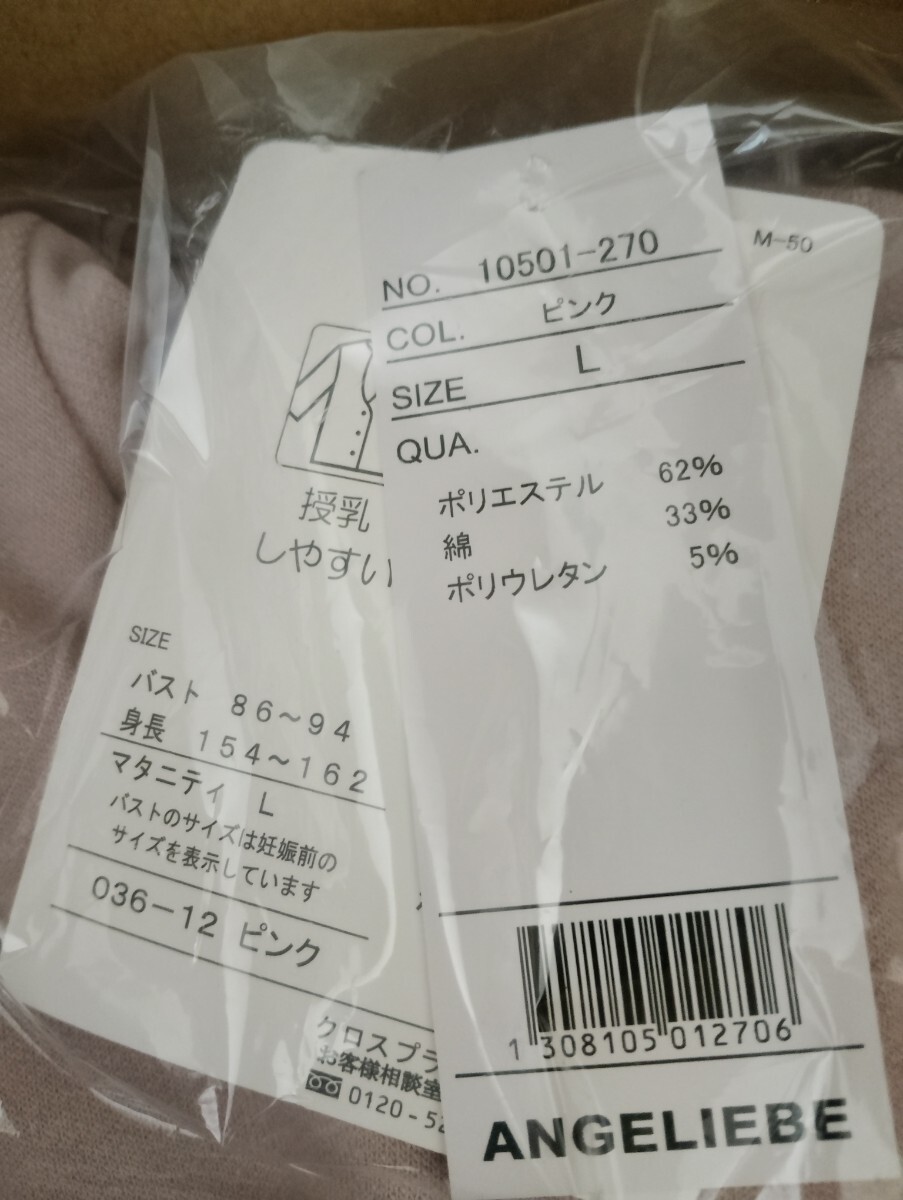 M-50
NO. 10501-270
COL. ピンク
SIZE L
QUA.
ポリエステル 62%
綿 33%
ポリウレタン 5%
1 308105 012706
ANGELIEBE
授乳
しやすい
SIZE
バスト 86~94
身長 154~162
マタニティ L
バストのサイズは妊娠前の
サイズを表示しています
036-12 ピンク
クロスプラ
お客様相談室
0120-52